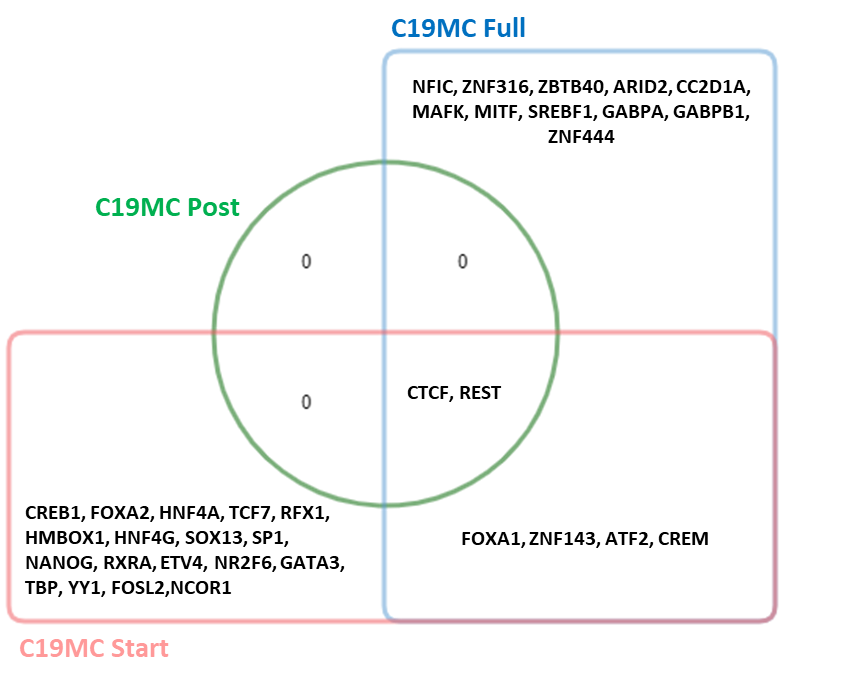 C19MC Full
NFIC, ZNF316, ZBTB40, ARID2, CC2D1A,
MAFK, MITF, SREBF1, GABPA, GABPB1,
ZNF444
C19MC Post
0
0
0
CTCF, REST
CREB1, FOXA2, HNF4A, TCF7, RFX1,
HMBOX1, HNF4G, SOX13, SP1,
NANOG, RXRA, ETV4, NR2F6, GATA3,
TBP, YY1, FOSL2,NCOR1
FOXA1, ZNF143, ATF2, CREM
C19MC Start